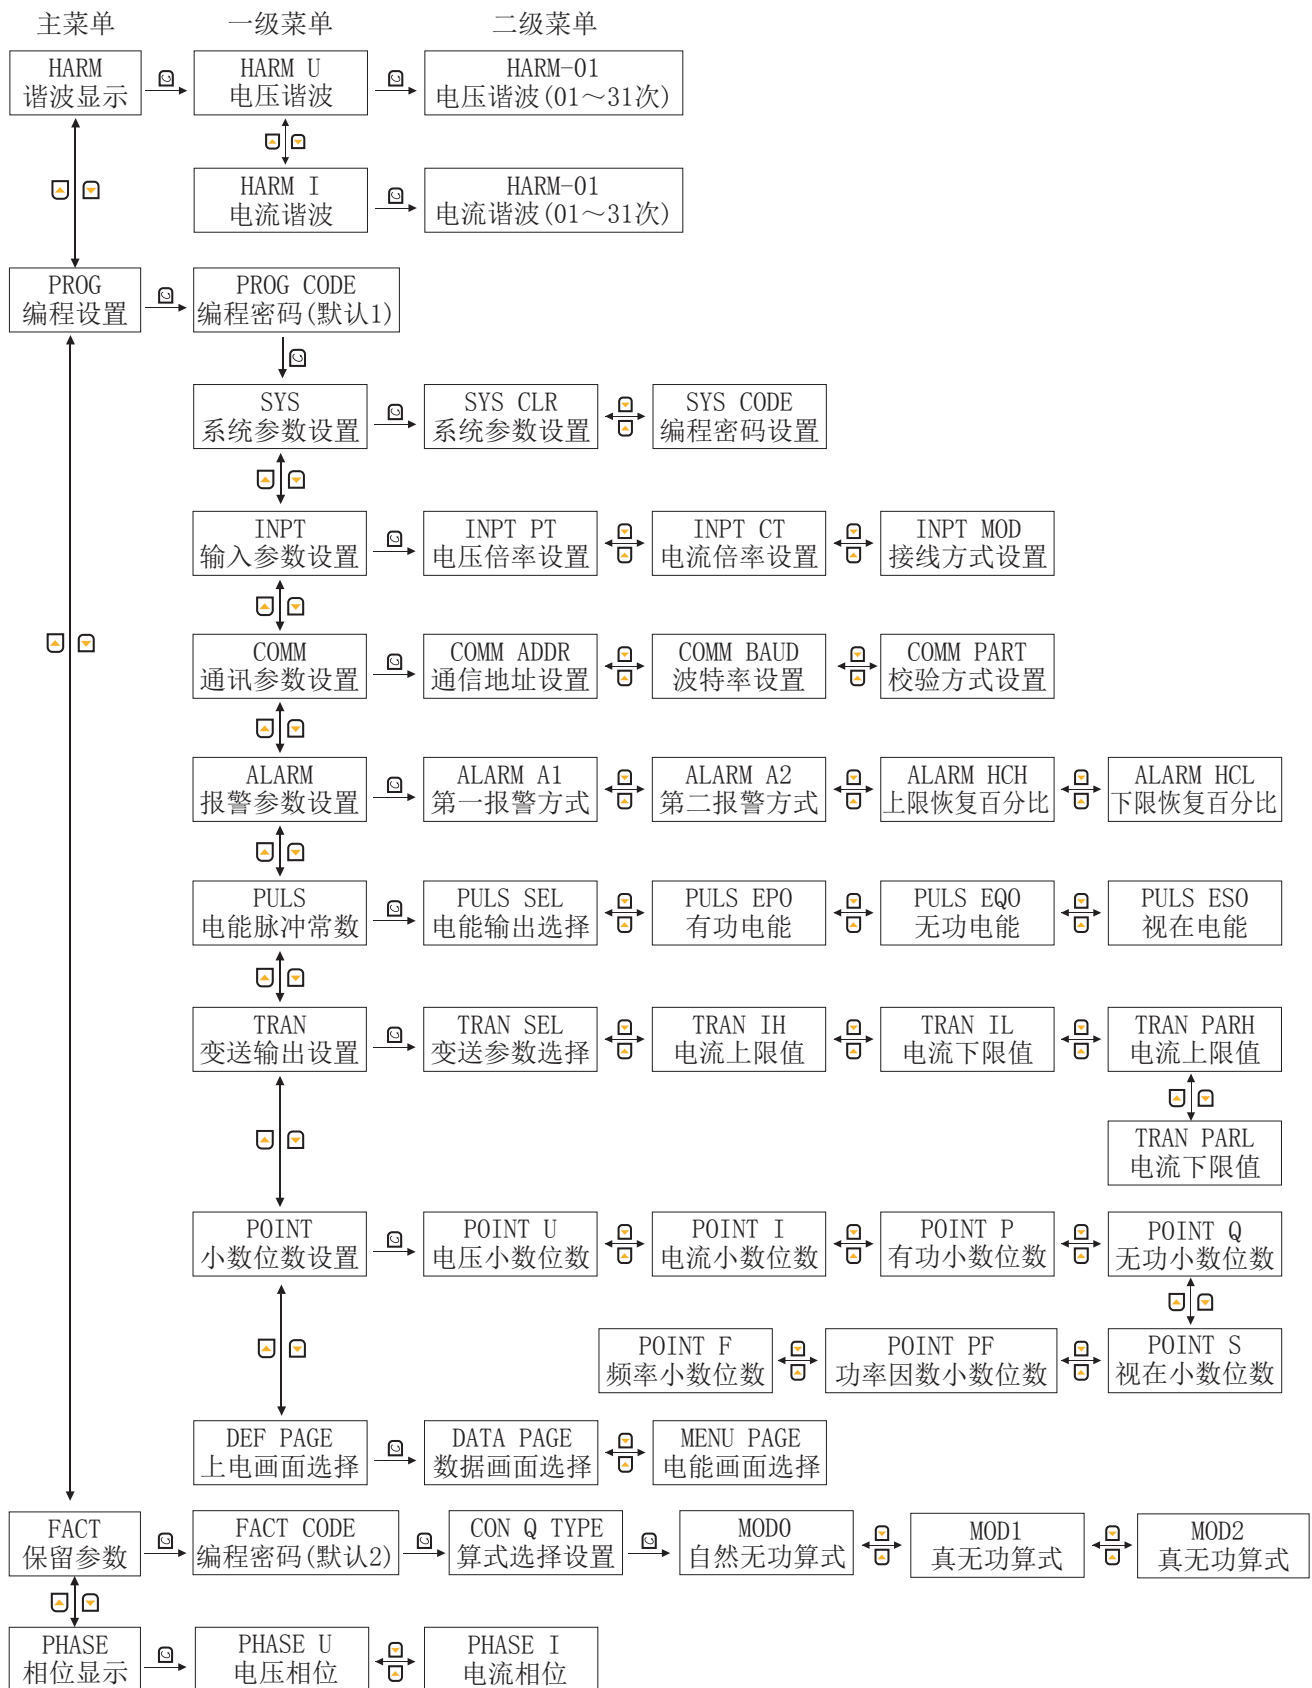 主菜单
一级菜单
二级菜单
HARM
谐波显示
HARM U
电压谐波
HARM-01
电压谐波(01～31次)
HARM I
电流谐波
HARM-01
电流谐波(01～31次)
PROG
编程设置
PROG CODE
编程密码(默认1)
SYS
系统参数设置
SYS CLR
系统参数设置
SYS CODE
编程密码设置
INPT
输入参数设置
INPT PT
电压倍率设置
INPT CT
电流倍率设置
INPT MOD
接线方式设置
COMM
通讯参数设置
COMM ADDR
通信地址设置
COMM BAUD
波特率设置
COMM PART
校验方式设置
ALARM
报警参数设置
ALARM A1
第一报警方式
ALARM A2
第二报警方式
ALARM HCH
上限恢复百分比
ALARM HCL
下限恢复百分比
PULS
电能脉冲常数
PULS SEL
电能输出选择
PULS EPO
有功电能
PULS EQO
无功电能
PULS ESO
视在电能
TRAN
变送输出设置
TRAN SEL
变送参数选择
TRAN IH
电流上限值
TRAN IL
电流下限值
TRAN PARH
电流上限值
TRAN PARL
电流下限值
POINT
小数位数设置
POINT U
电压小数位数
POINT I
电流小数位数
POINT P
有功小数位数
POINT Q
无功小数位数
POINT F
频率小数位数
POINT PF
功率因数小数位数
POINT S
视在小数位数
DEF PAGE
上电画面选择
DATA PAGE
数据画面选择
MENU PAGE
电能画面选择
FACT
保留参数
FACT CODE
编程密码(默认2)
CON Q TYPE
算式选择设置
MOD0
自然无功算式
MOD1
真无功算式
MOD2
真无功算式
PHASE
相位显示
PHASE U
电压相位
PHASE I
电流相位